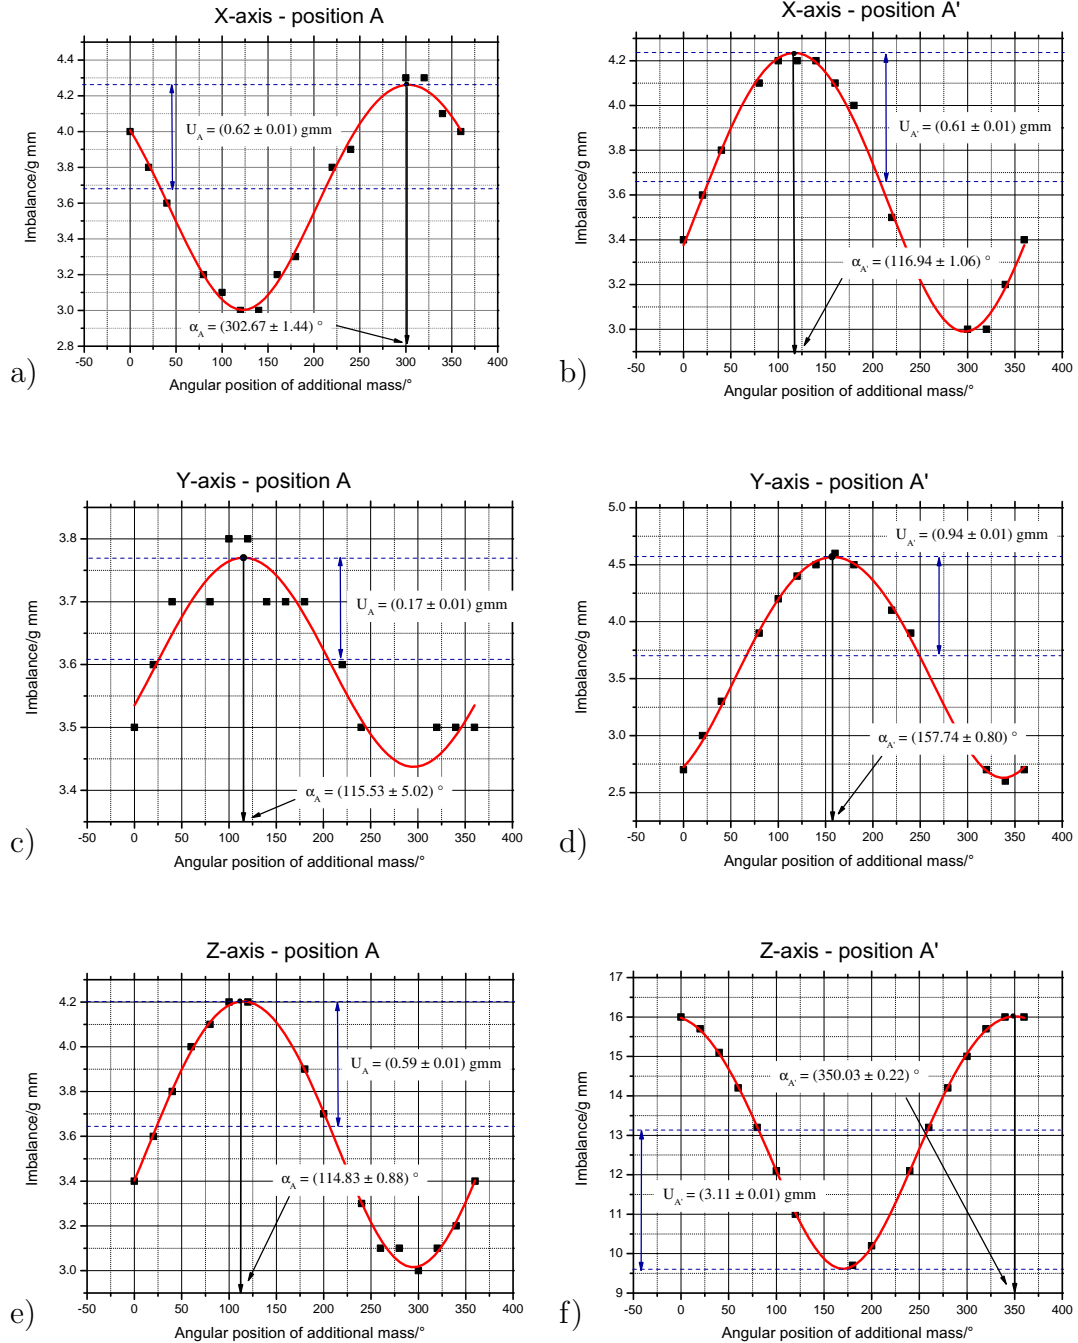 X-axis - position A
Imbalance/g mm
4.4
4.2
4.0
3.8
3.6
3.4
3.2
3.0
2.8
U_A = (0.62 ± 0.01) gmm
α_A = (302.67 ± 1.44) °
-50 0 50 100 150 200 250 300 350 400
Angular position of additional mass/°
a)
X-axis - position A'
Imbalance/g mm
4.2
4.0
3.8
3.6
3.4
3.2
3.0
U_A' = (0.61 ± 0.01) gmm
α_A' = (116.94 ± 1.06) °
-50 0 50 100 150 200 250 300 350 400
Angular position of additional mass/°
b)
Y-axis - position A
Imbalance/g mm
3.8
3.7
3.6
3.5
3.4
U_A = (0.17 ± 0.01) gmm
α_A = (115.53 ± 5.02) °
-50 0 50 100 150 200 250 300 350 400
Angular position of additional mass/°
c)
Y-axis - position A'
Imbalance/g mm
5.0
4.5
4.0
3.5
3.0
2.5
U_A' = (0.94 ± 0.01) gmm
α_A' = (157.74 ± 0.80) °
-50 0 50 100 150 200 250 300 350 400
Angular position of additional mass/°
d)
Z-axis - position A
Imbalance/g mm
4.2
4.0
3.8
3.6
3.4
3.2
3.0
U_A = (0.59 ± 0.01) gmm
α_A = (114.83 ± 0.88) °
-50 0 50 100 150 200 250 300 350 400
Angular position of additional mass/°
e)
Z-axis - position A'
Imbalance/g mm
17
16
15
14
13
12
11
10
9
α_A' = (350.03 ± 0.22) °
U_A' = (3.11 ± 0.01) gmm
-50 0 50 100 150 200 250 300 350 400
Angular position of additional mass/°
f)